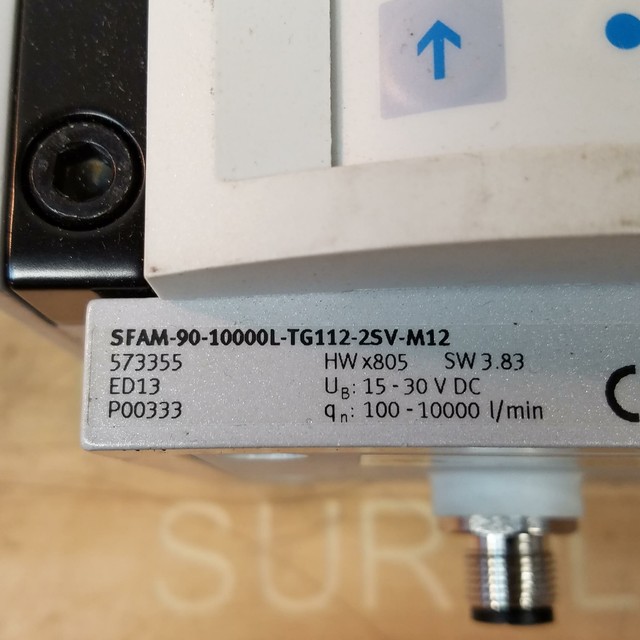 SFAM-90-10000L-TG112-2SV-M12
573355 HW x805 SW 3.83
ED13 UB: 15 - 30 V DC
P00333 qn: 100 - 10000 l/min